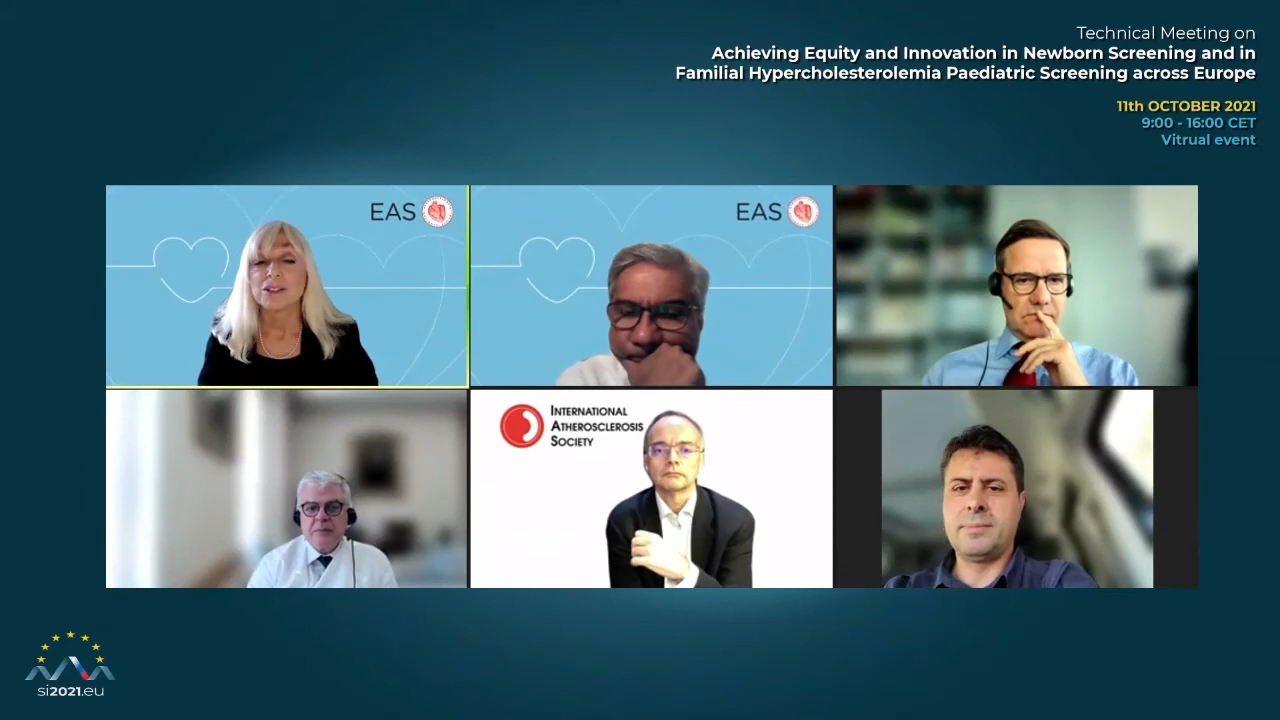 Technical Meeting on
Achieving Equity and Innovation in Newborn Screening and in
Familial Hypercholesterolemia Paediatric Screening across Europe
11th OCTOBER 2021
9:00 - 16:00 CET
Vitrual event
EAS
EAS
INTERNATIONAL
ATHEROSCLEROSIS
SOCIETY
si2021.eu